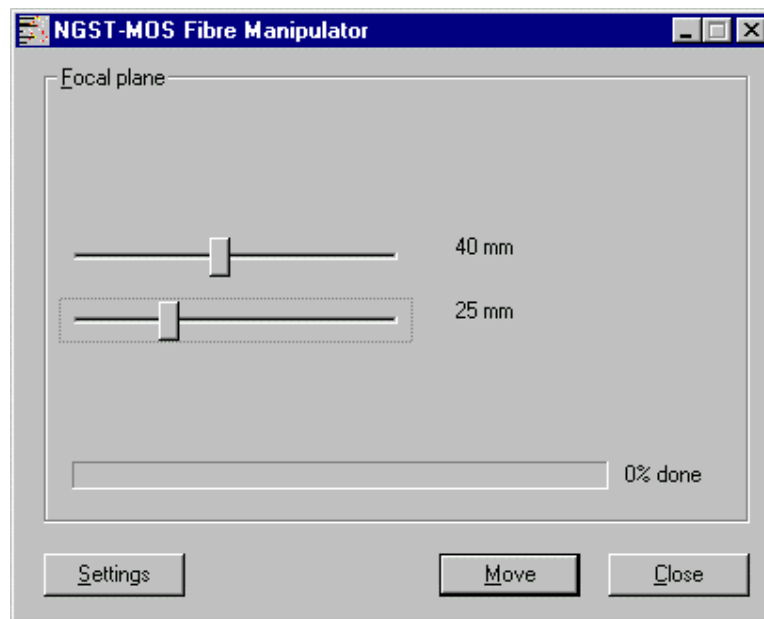 NGST-MOS Fibre Manipulator
Focal plane
40 mm
25 mm
0% done
Settings
Move
Close